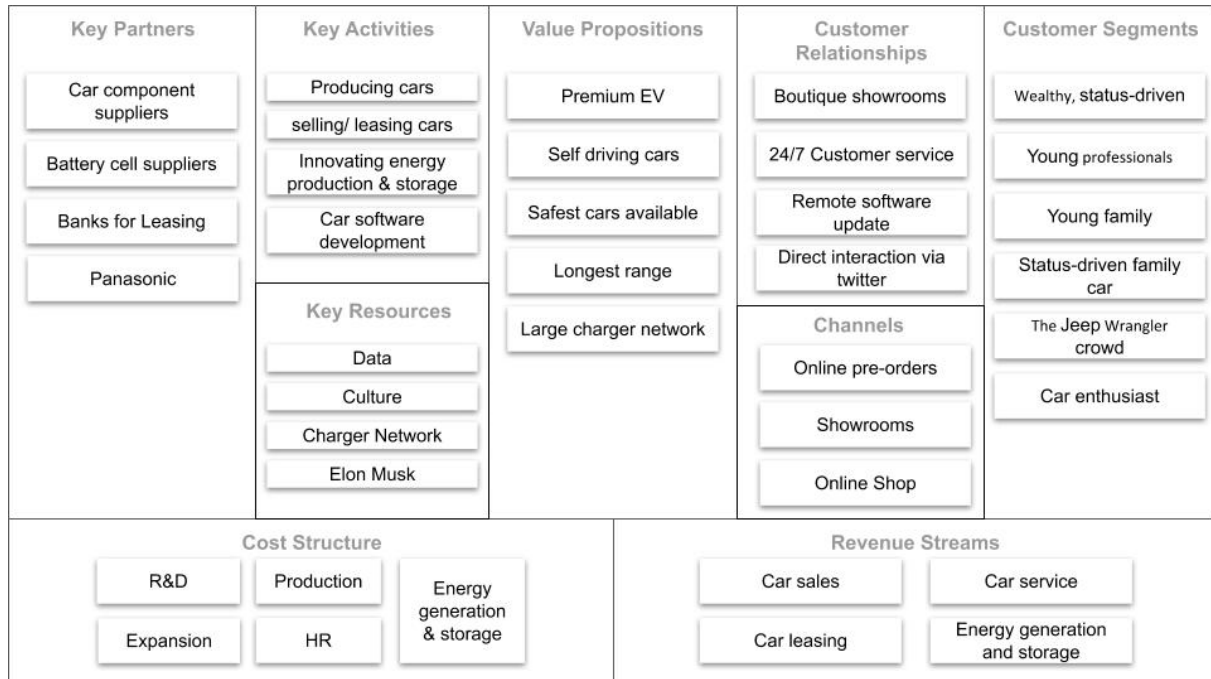 Key Partners
Car component
suppliers
Battery cell suppliers
Banks for Leasing
Panasonic
Key Activities
Producing cars
selling/ leasing cars
Innovating energy
production & storage
Car software
development
Key Resources
Data
Culture
Charger Network
Elon Musk
Value Propositions
Premium EV
Self driving cars
Safest cars available
Longest range
Large charger network
Customer
Relationships
Boutique showrooms
24/7 Customer service
Remote software
update
Direct interaction via
twitter
Channels
Online pre-orders
Showrooms
Online Shop
Customer Segments
Wealthy, status-driven
Young professionals
Young family
Status-driven family
car
The Jeep Wrangler
crowd
Car enthusiast
Cost Structure
R&D
Production
Energy
generation
& storage
Expansion
HR
Revenue Streams
Car sales
Car service
Car leasing
Energy generation
and storage